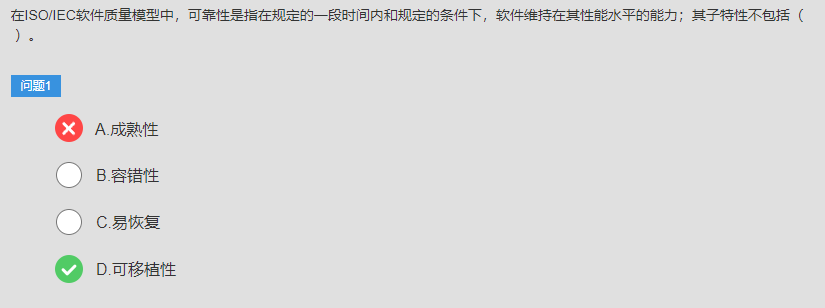 在ISO/IEC软件质量模型中，可靠性是指在规定的一段时间内和规定的条件下，软件维持在其性能水平的能力；其子特性不包括（
）。
问题1
A.成熟性
B.容错性
C.易恢复
D.可移植性